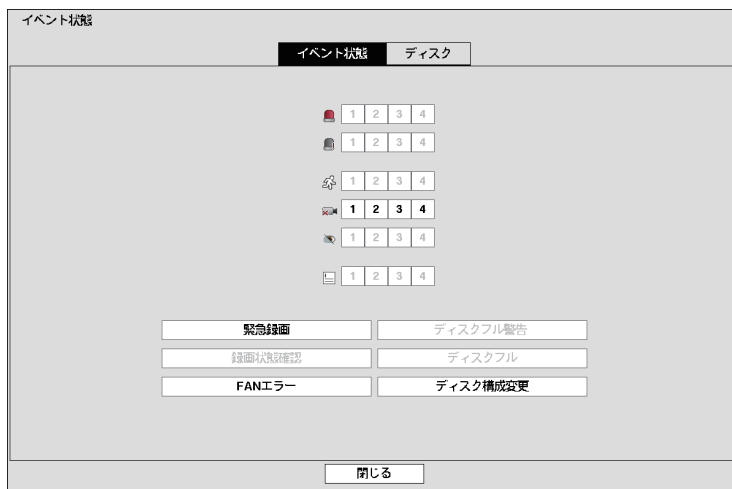 イベント状態
イベント状態 ディスク
1 2 3 4
1 2 3 4
1 2 3 4
1 2 3 4
1 2 3 4
1 2 3 4
緊急録画 ディスクフル警告
録画状態確認 ディスクフル
FANエラー ディスク構成変更
閉じる